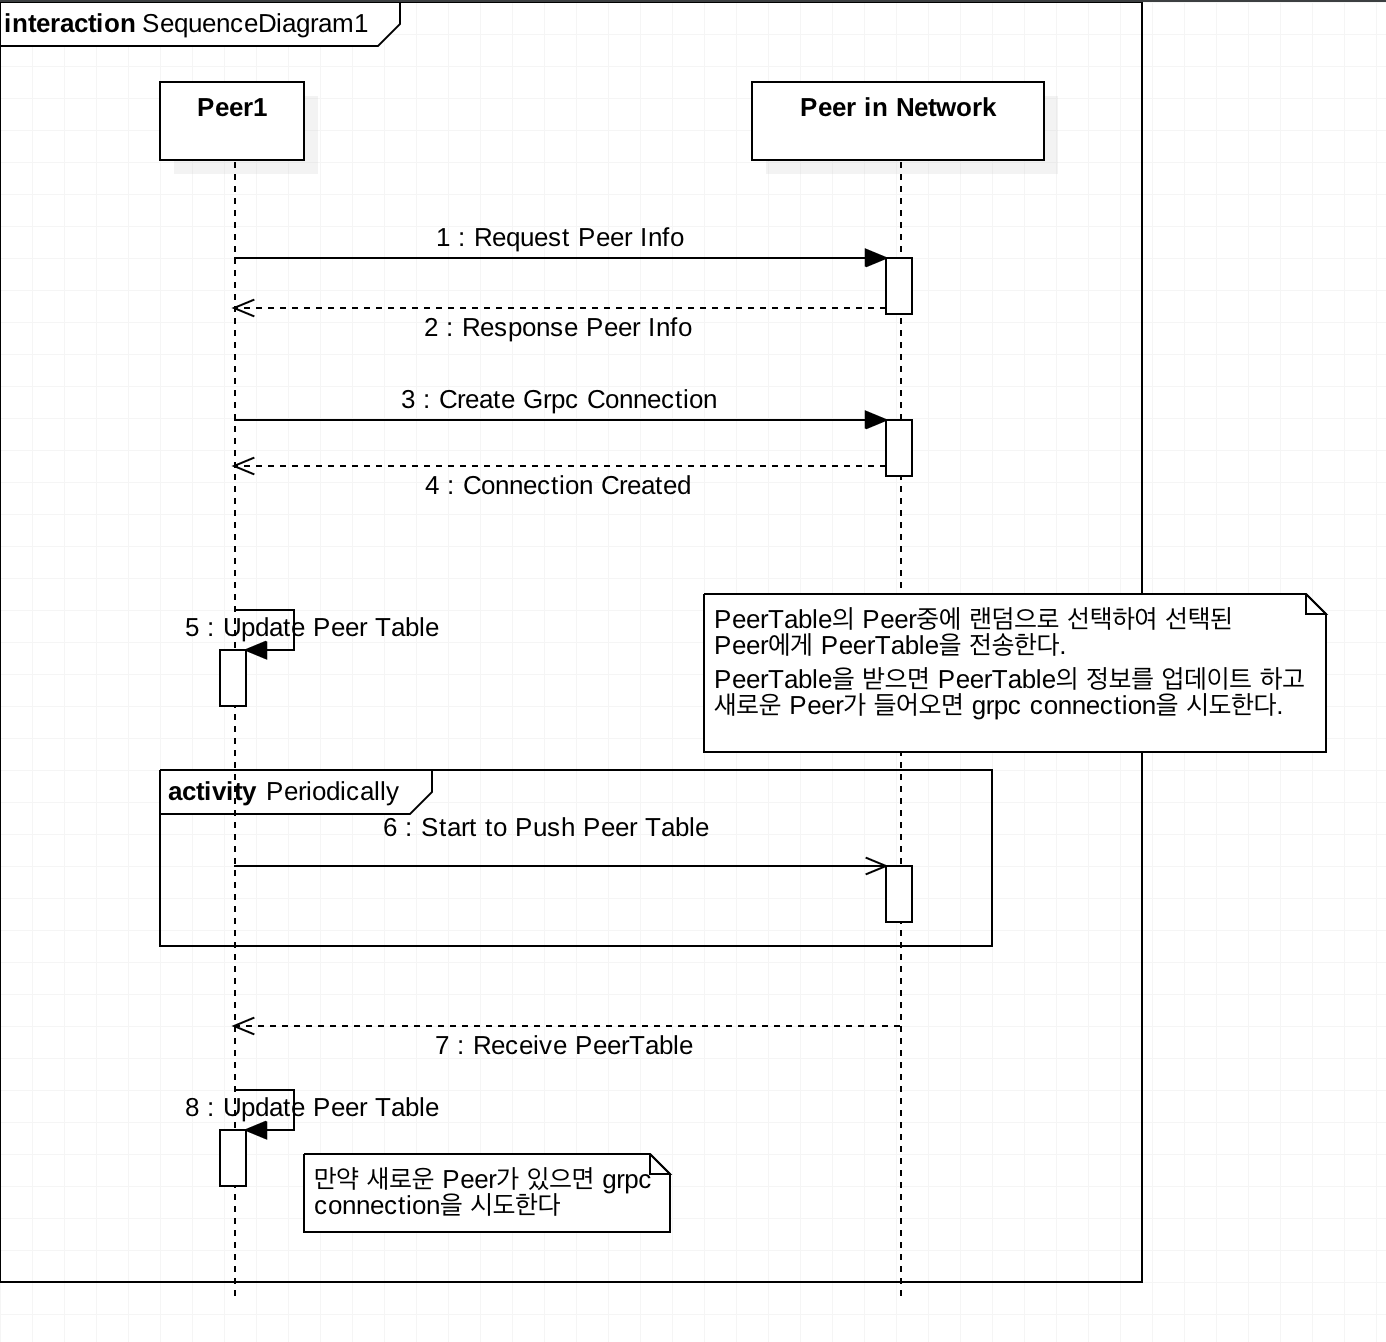 interaction SequenceDiagram1
Peer1
Peer in Network
1 : Request Peer Info
2 : Response Peer Info
3 : Create Grpc Connection
4 : Connection Created
5 : Update Peer Table
PeerTable의 Peer중에 랜덤으로 선택하여 선택된
Peer에게 PeerTable을 전송한다.
PeerTable을 받으면 PeerTable의 정보를 업데이트 하고
새로운 Peer가 들어오면 grpc connection을 시도한다.
activity Periodically
6 : Start to Push Peer Table
7 : Receive PeerTable
8 : Update Peer Table
만약 새로운 Peer가 있으면 grpc
connection을 시도한다